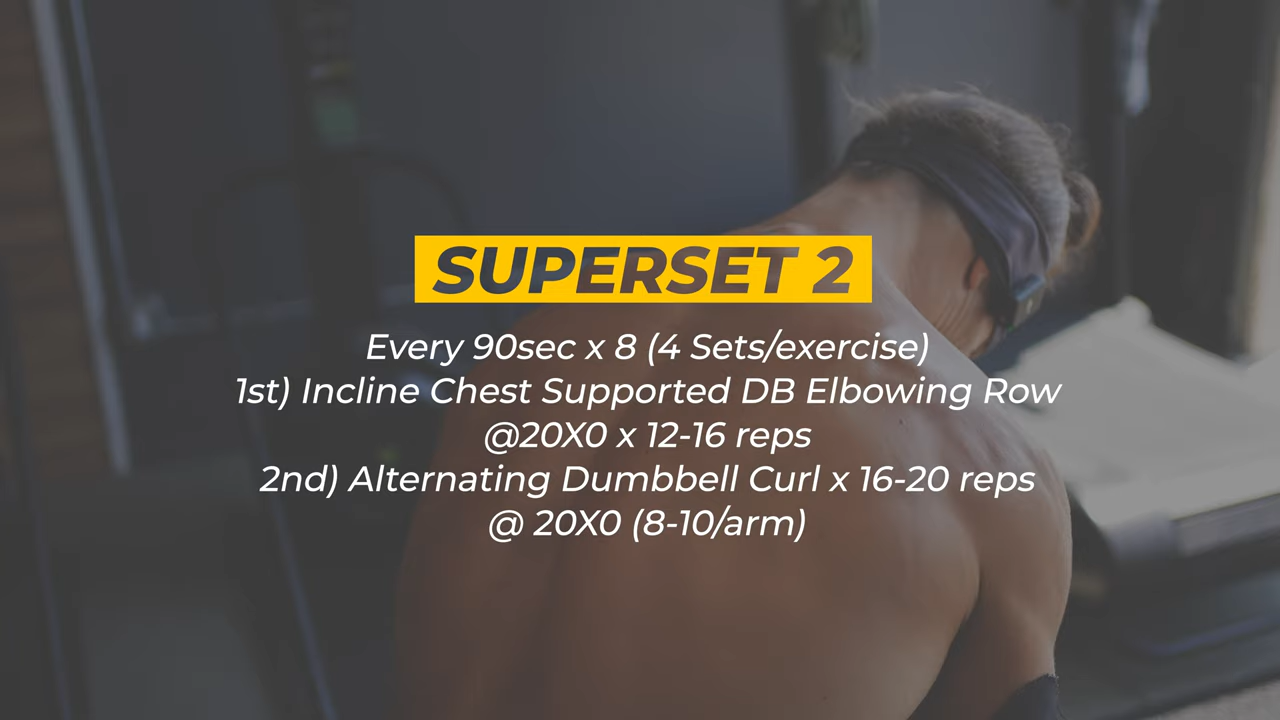 SUPERSET 2
Every 90sec x 8 (4 Sets/exercise)
1st) Incline Chest Supported DB Elbowing Row
@20X0 x 12-16 reps
2nd) Alternating Dumbbell Curl x 16-20 reps
@ 20X0 (8-10/arm)